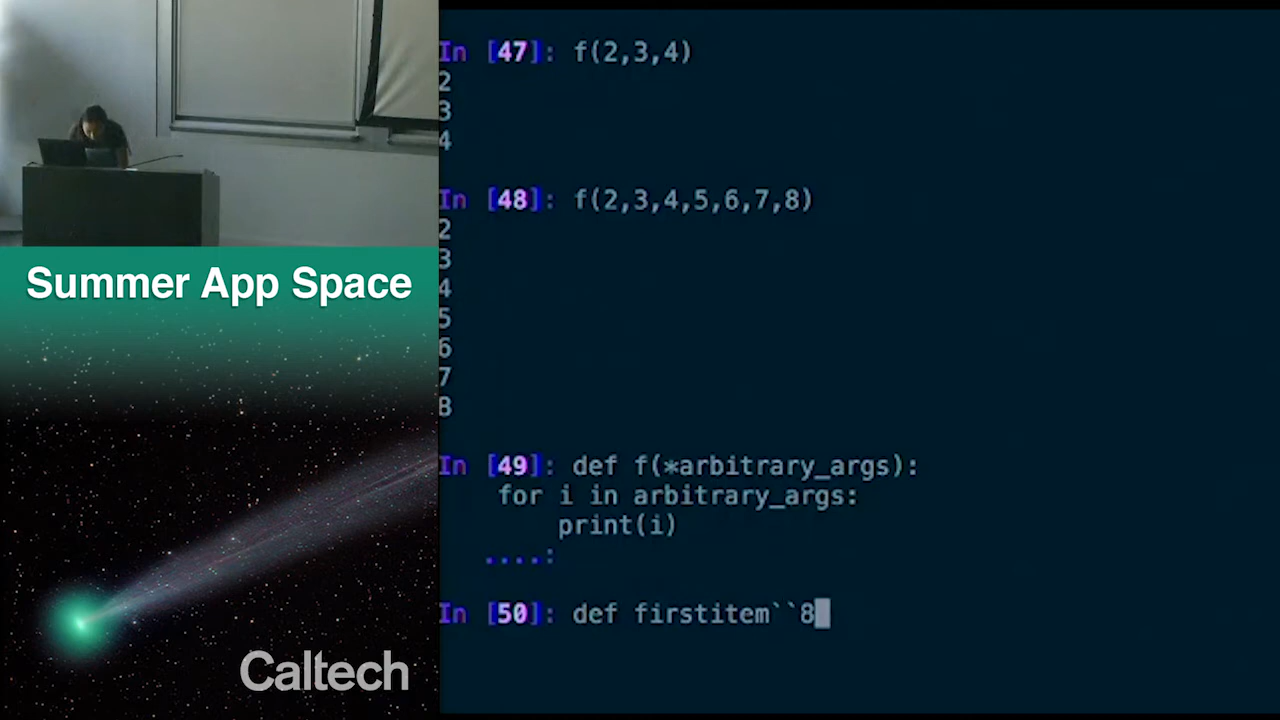 In [47]: f(2,3,4)
2
3
4
In [48]: f(2,3,4,5,6,7,8)
2
3
4
5
6
7
8
In [49]: def f(*arbitrary_args):
for i in arbitrary_args:
print(i)
....:
In [50]: def firstitem``8
Summer App Space
Caltech